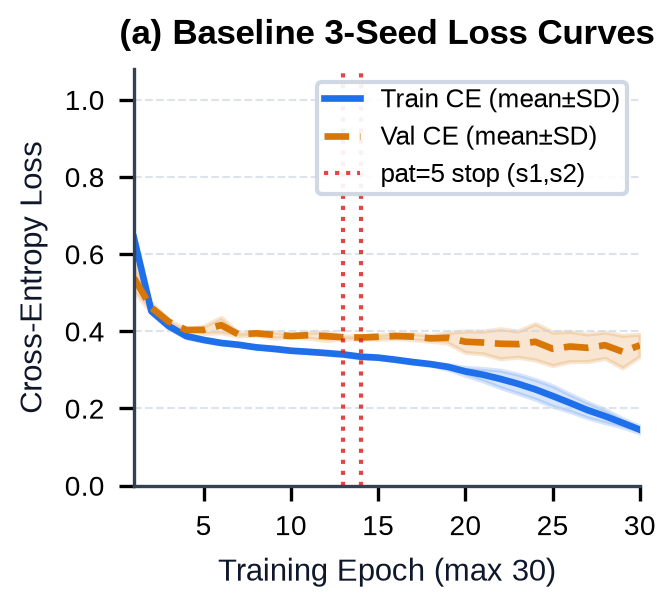 (a) Baseline 3-Seed Loss Curves
Train CE (mean±SD)
Val CE (mean±SD)
pat=5 stop (s1,s2)
Cross-Entropy Loss
1.0
0.8
0.6
0.4
0.2
0.0
5 10 15 20 25 30
Training Epoch (max 30)